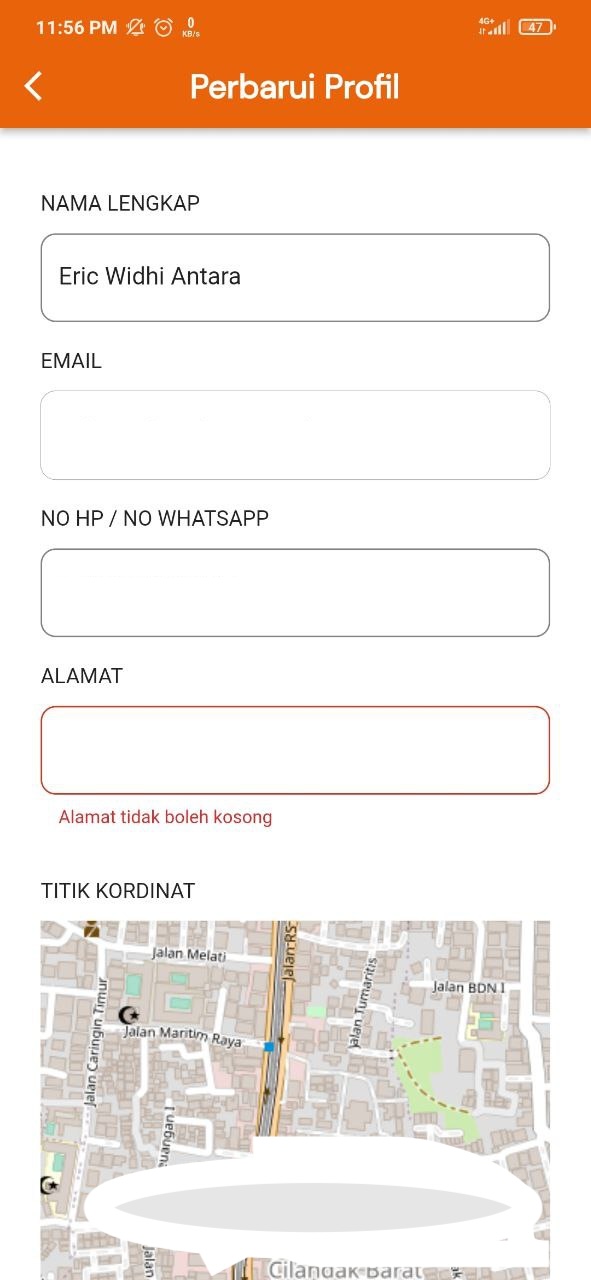 11:56 PM
0
KB/s
4G+
47
Perbarui Profil
NAMA LENGKAP
Eric Widhi Antara
EMAIL
NO HP / NO WHATSAPP
ALAMAT
Alamat tidak boleh kosong
TITIK KORDINAT
Jalan Melati
Jalan RS
Jalan Caringin Timur
Jalan Tumaritis
Jalan BDN I
Jalan Maritim Raya
Jalan
Cilandak Barat